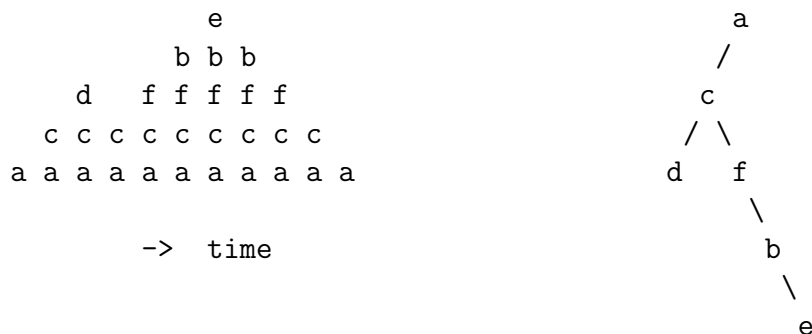 e a
b b b /
d f f f f f c
c c c c c c c c c / \
a a a a a a a a a a a d f
\
-> time b
\
e